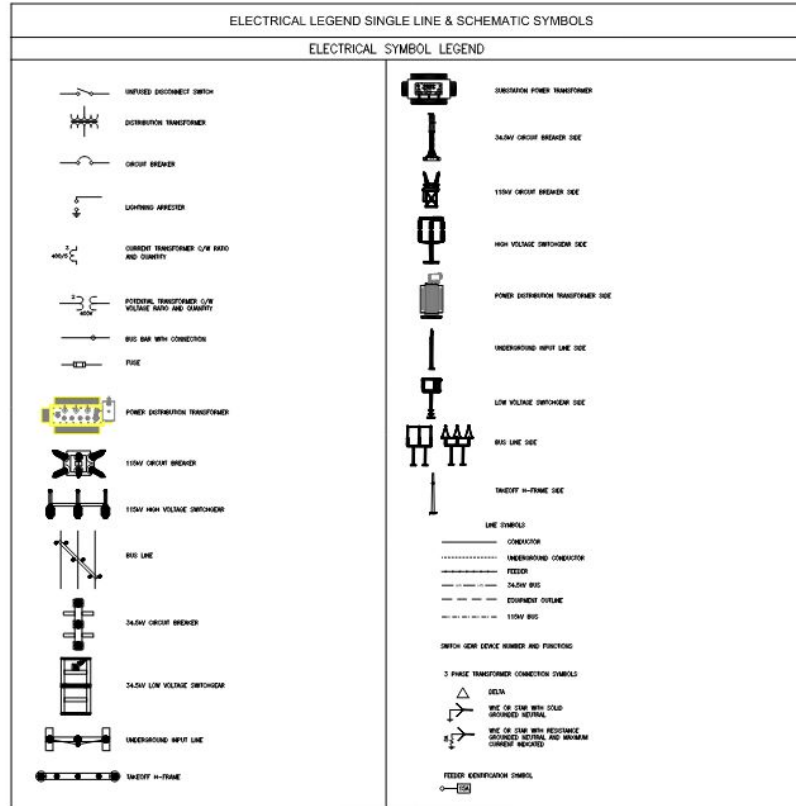 ELECTRICAL LEGEND SINGLE LINE & SCHEMATIC SYMBOLS
ELECTRICAL SYMBOL LEGEND
UNFUSED DISCONNECT SWITCH
DISTRIBUTION TRANSFORMER
CIRCUIT BREAKER
LIGHTNING ARRESTER
3
400/5
CURRENT TRANSFORMER C/W RATIO
AND QUANTITY
2
POTENTIAL TRANSFORMER C/W
VOLTAGE RATIO AND QUANTITY
BUS BAR WITH CONNECTION
FUSE
POWER DISTRIBUTION TRANSFORMER
115kV CIRCUIT BREAKER
115kV HIGH VOLTAGE SWITCHGEAR
BUS LINE
34.5kV CIRCUIT BREAKER
34.5kV LOW VOLTAGE SWITCHGEAR
UNDERGROUND INPUT LINE
TAKEOFF H-FRAME
SUBSTATION POWER TRANSFORMER
34.5kV CIRCUIT BREAKER SIDE
115kV CIRCUIT BREAKER SIDE
HIGH VOLTAGE SWITCHGEAR SIDE
POWER DISTRIBUTION TRANSFORMER SIDE
UNDERGROUND INPUT LINE SIDE
LOW VOLTAGE SWITCHGEAR SIDE
BUS LINE SIDE
TAKEOFF H-FRAME SIDE
LINE SYMBOLS
CONDUCTOR
UNDERGROUND CONDUCTOR
FEEDER
34.5kV BUS
EQUIPMENT OUTLINE
115kV BUS
SWITCH GEAR DEVICE NUMBER AND FUNCTIONS
3 PHASE TRANSFORMER CONNECTION SYMBOLS
DELTA
WYE OR STAR WITH SOLID
GROUNDED NEUTRAL
WYE OR STAR WITH RESISTANCE
GROUNDED NEUTRAL AND MAXIMUM
CURRENT INDICATED
FEEDER IDENTIFICATION SYMBOL